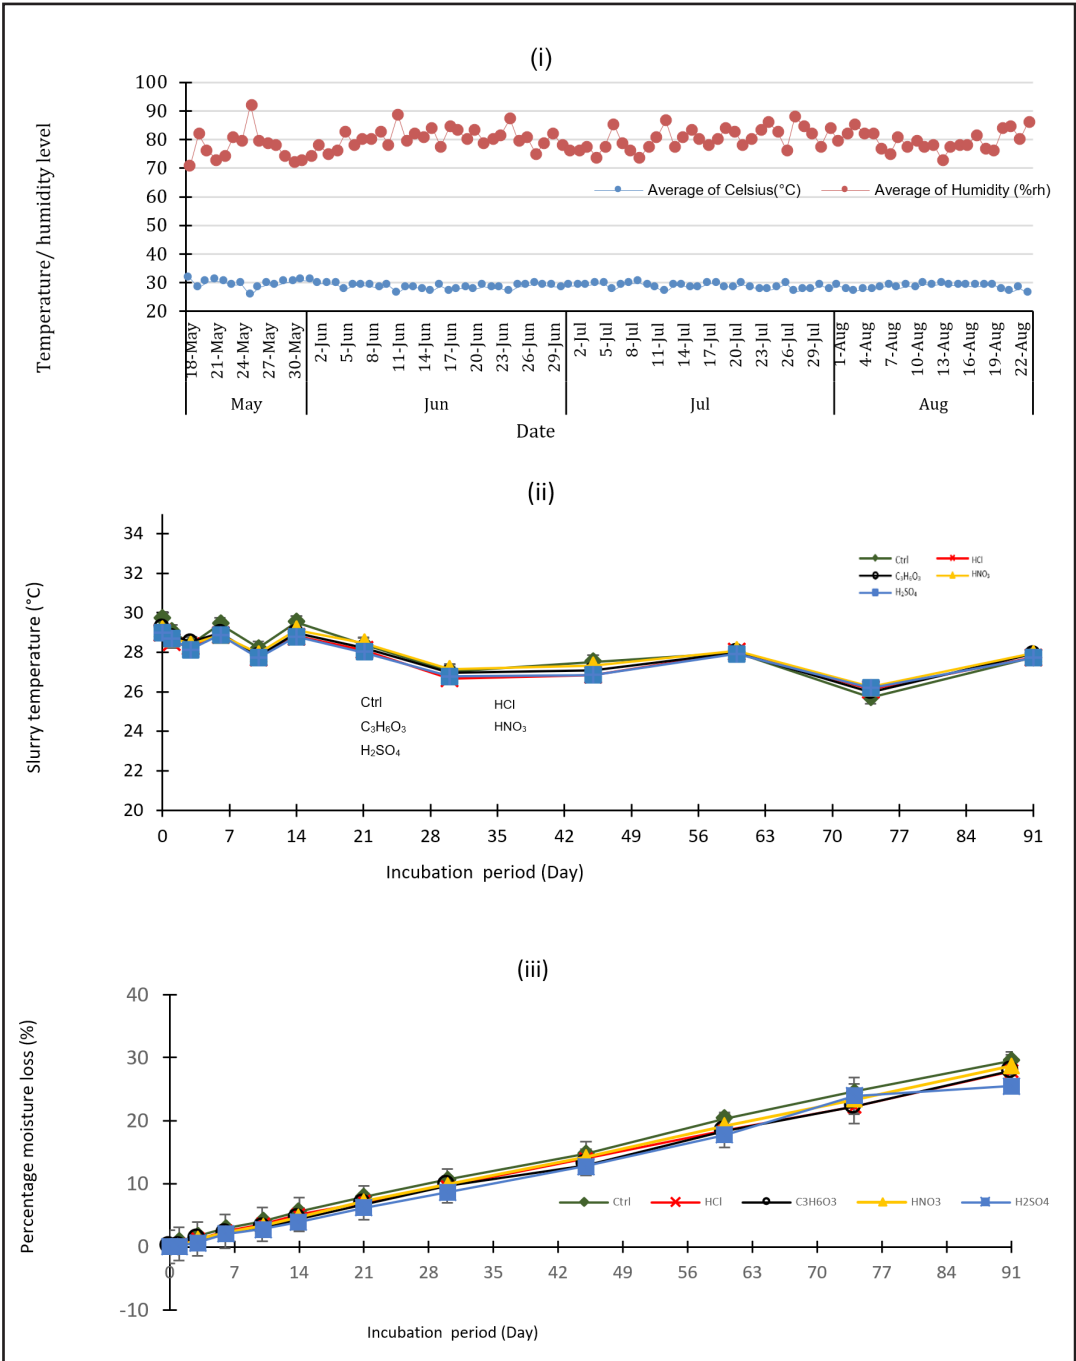 (i)
Temperature/ humidity level
100
90
80
70
60
50
40
30
20
Average of Celsius(°C) Average of Humidity (%rh)
18-May 21-May 24-May 27-May 30-May 2-Jun 5-Jun 8-Jun 11-Jun 14-Jun 17-Jun 20-Jun 23-Jun 26-Jun 29-Jun 2-Jul 5-Jul 8-Jul 11-Jul 14-Jul 17-Jul 20-Jul 23-Jul 26-Jul 29-Jul 1-Aug 4-Aug 7-Aug 10-Aug 13-Aug 16-Aug 19-Aug 22-Aug
May Jun Jul Aug
Date
(ii)
Slurry temperature (°C)
34
32
30
28
26
24
22
20
Ctrl HCl
C₃H₆O₃ HNO₃
H₂SO₄
Ctrl HCl
C₃H₆O₃ HNO₃
H₂SO₄
0 7 14 21 28 35 42 49 56 63 70 77 84 91
Incubation period (Day)
(iii)
Percentage moisture loss (%)
40
30
20
10
0
-10
Ctrl HCl C3H6O3 HNO3 H2SO4
0 7 14 21 28 35 42 49 56 63 70 77 84 91
Incubation period (Day)